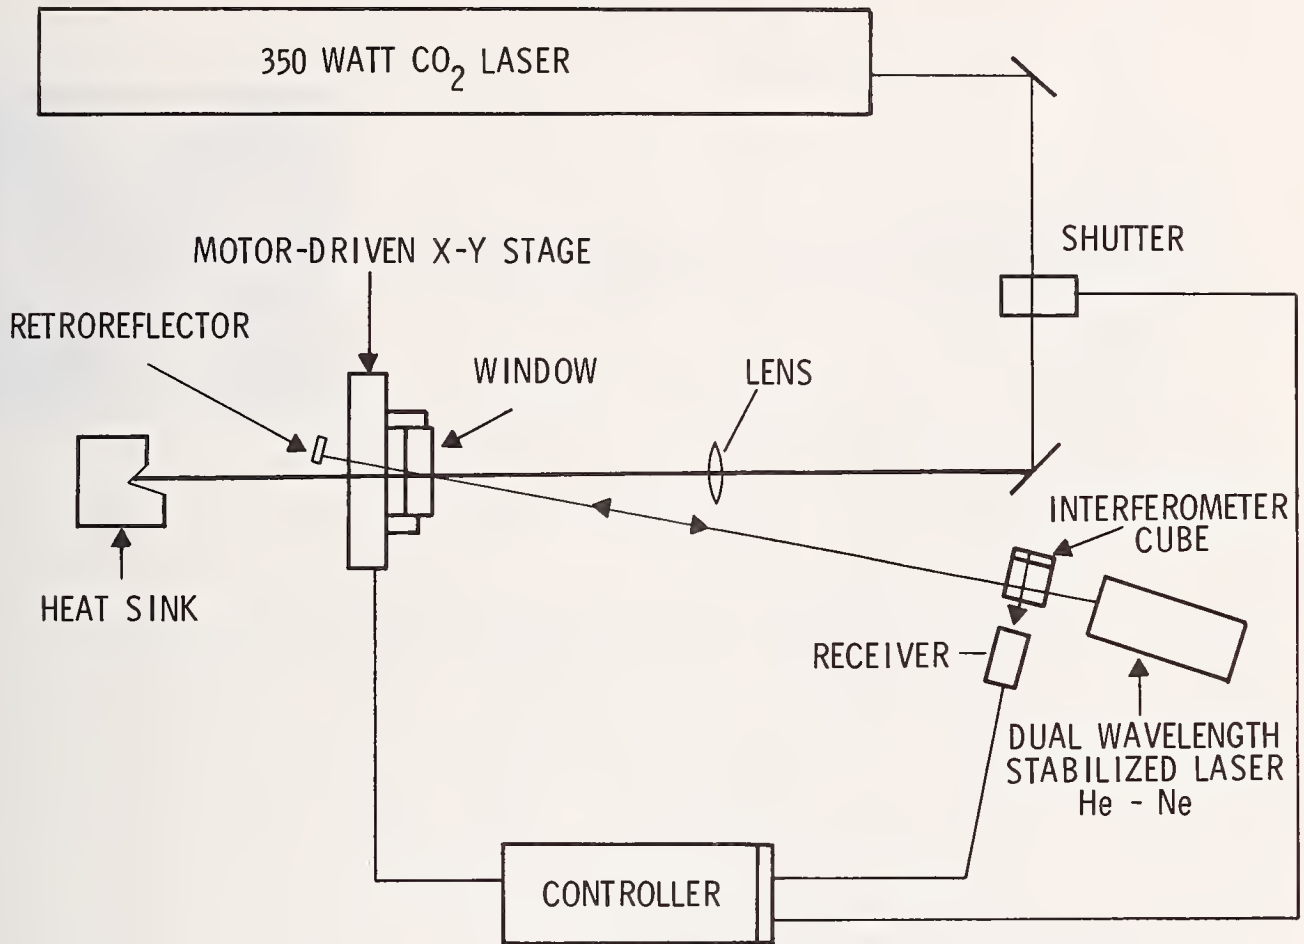 350 WATT CO2 LASER
SHUTTER
MOTOR-DRIVEN X-Y STAGE
RETROREFLECTOR
WINDOW
LENS
INTERFEROMETER
CUBE
HEAT SINK
RECEIVER
DUAL WAVELENGTH
STABILIZED LASER
He - Ne
CONTROLLER